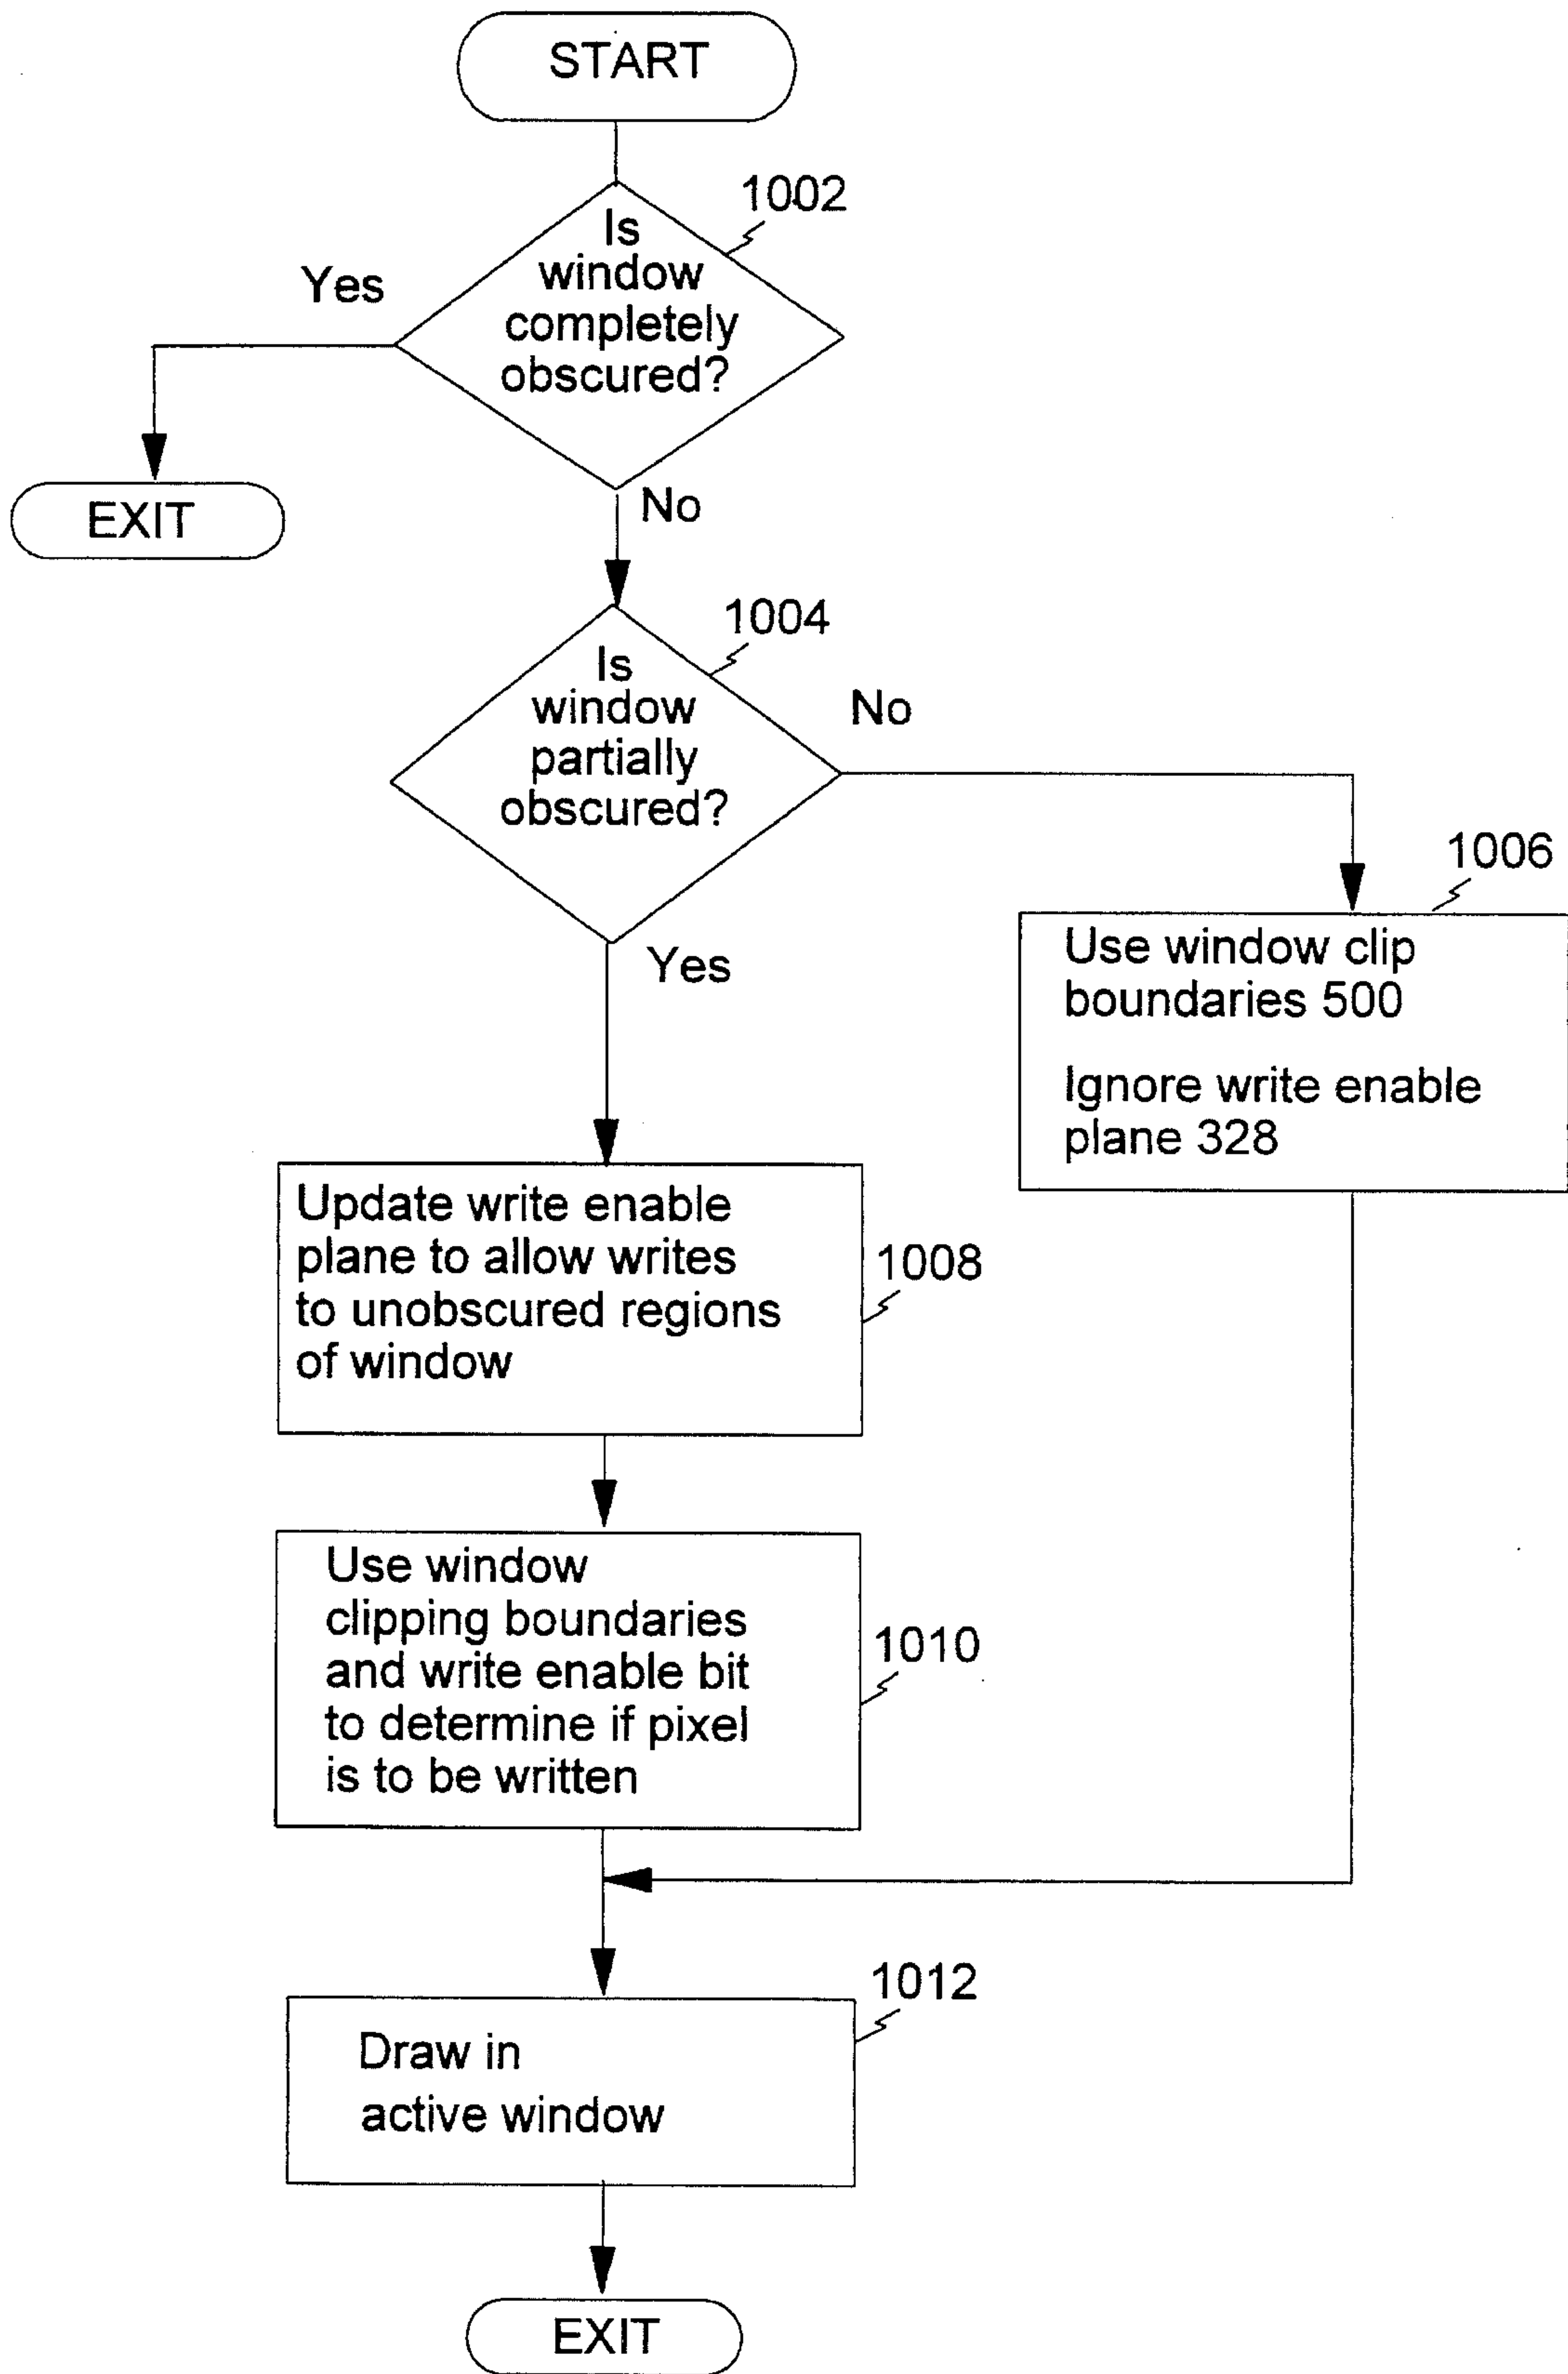 START
1002
Is
window
completely
obscured?
Yes
EXIT
No
1004
Is
window
partially
obscured?
No
Yes
1006
Use window clip
boundaries 500
Ignore write enable
plane 328
Update write enable
plane to allow writes
to unobscured regions
of window
1008
Use window
clipping boundaries
and write enable bit
to determine if pixel
is to be written
1010
1012
Draw in
active window
EXIT